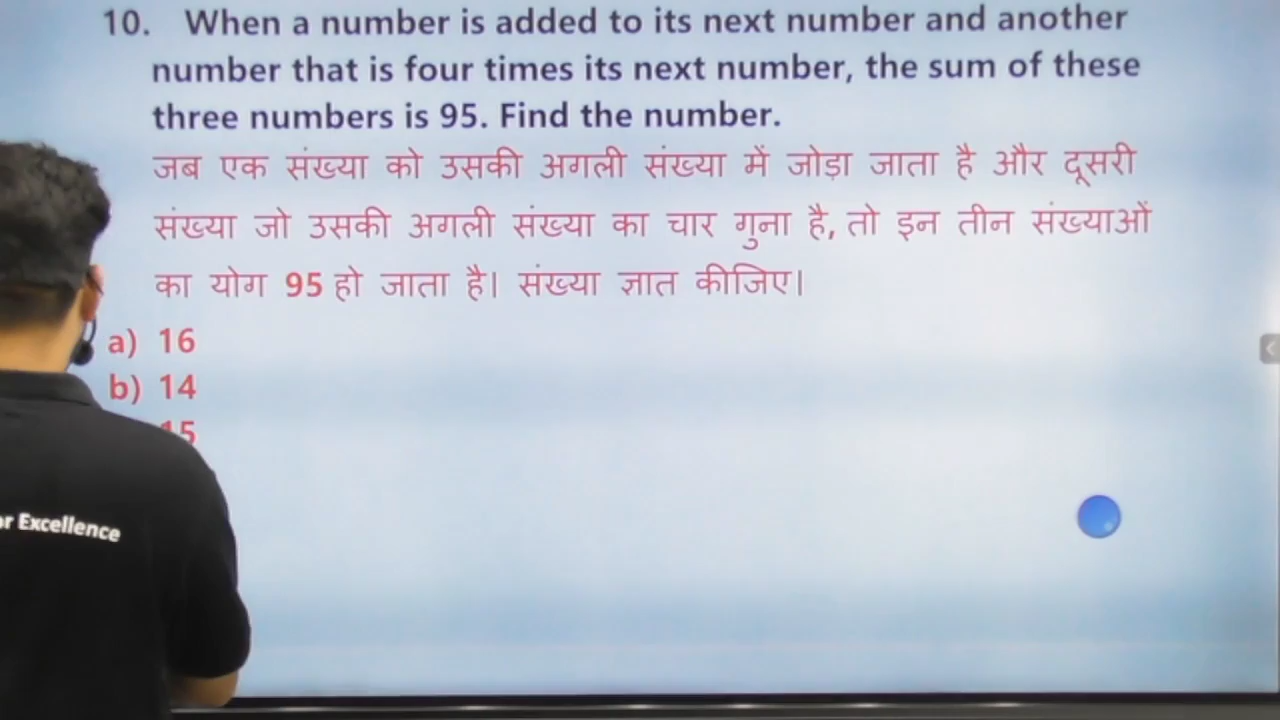 10. When a number is added to its next number and another
number that is four times its next number, the sum of these
three numbers is 95. Find the number.
जब एक संख्या को उसकी अगली संख्या में जोड़ा जाता है और दूसरी
संख्या जो उसकी अगली संख्या का चार गुना है, तो इन तीन संख्याओं
का योग 95 हो जाता है। संख्या ज्ञात कीजिए।
a) 16
b) 14
15
Excellence